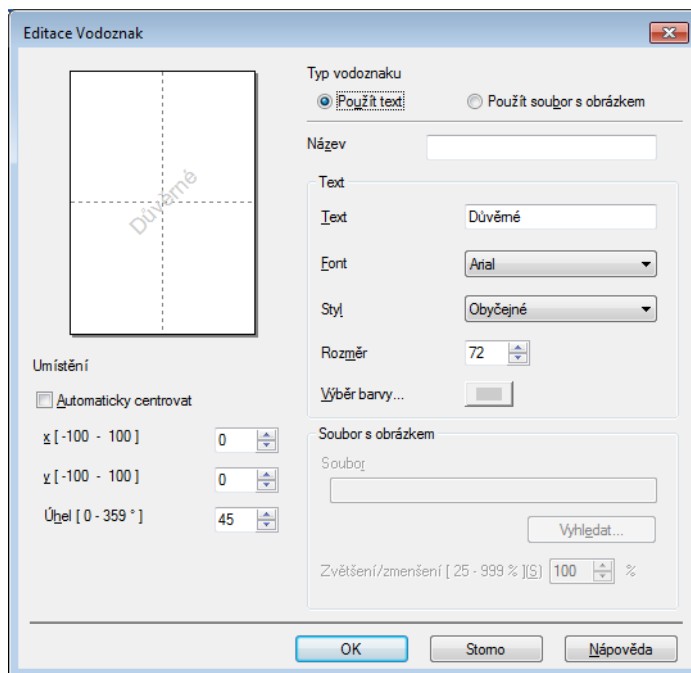 Editace Vodoznak
Typ vodoznaku
Použít text
Použít soubor s obrázkem
Název
Důvěrné
Text
Text Důvěrné
Font Arial
Styl Obyčejné
Rozměr 72
Výběr barvy...
Umístění
Automaticky centrovat
x [ -100 - 100 ] 0
y [ -100 - 100 ] 0
Úhel [ 0 - 359 ° ] 45
Soubor s obrázkem
Soubor
Vyhledat...
Zvětšení/zmenšení [ 25 - 999 % ](S) 100 %
OK Storno Nápověda